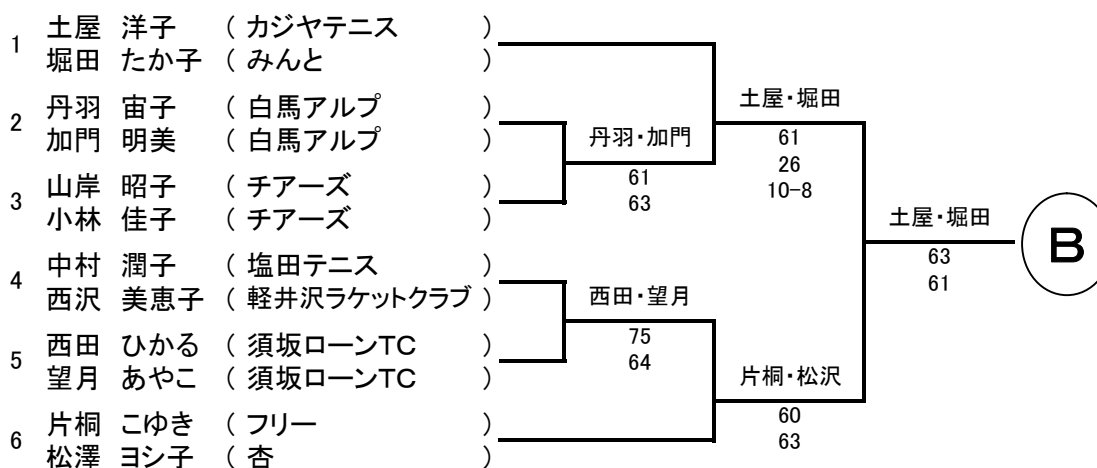 1 土屋 洋子 ( カジヤテニス )
堀田 たか子 ( みんと )
2 丹羽 宙子 ( 白馬アルプ )
加門 明美 ( 白馬アルプ )
3 山岸 昭子 ( チアーズ )
小林 佳子 ( チアーズ )
4 中村 潤子 ( 塩田テニス )
西沢 美恵子 ( 軽井沢ラケットクラブ )
5 西田 ひかる ( 須坂ローンTC )
望月 あやこ ( 須坂ローンTC )
6 片桐 こゆき ( フリー )
松澤 ヨシ子 ( 杏 )
丹羽・加門
61
63
西田・望月
75
64
土屋・堀田
61
26
10-8
片桐・松沢
60
63
土屋・堀田
63
61
B